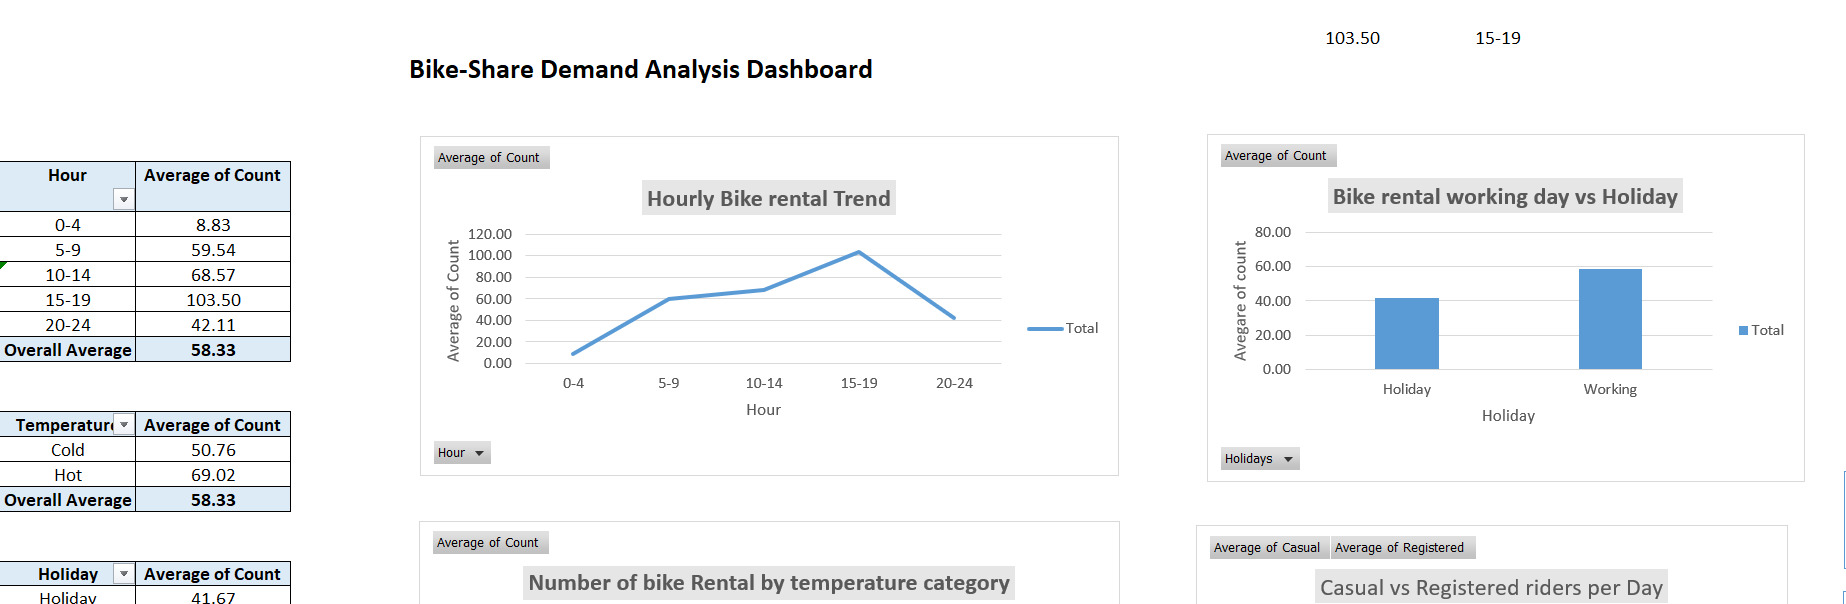 103.50 15-19
Bike-Share Demand Analysis Dashboard
Hour Average of Count
0-4 8.83
5-9 59.54
10-14 68.57
15-19 103.50
20-24 42.11
Overall Average 58.33
Temperature Average of Count
Cold 50.76
Hot 69.02
Overall Average 58.33
Holiday Average of Count
Holiday 41.67
Average of Count
Hourly Bike rental Trend
120.00
100.00
80.00
60.00
40.00
20.00
0.00
Average of Count
0-4 5-9 10-14 15-19 20-24
Hour
Total
Hour
Average of Count
Bike rental working day vs Holiday
80.00
60.00
40.00
20.00
0.00
Avegare of count
Holiday Working
Holiday
Total
Holidays
Average of Count
Number of bike Rental by temperature category
Average of Casual Average of Registered
Casual vs Registered riders per Day